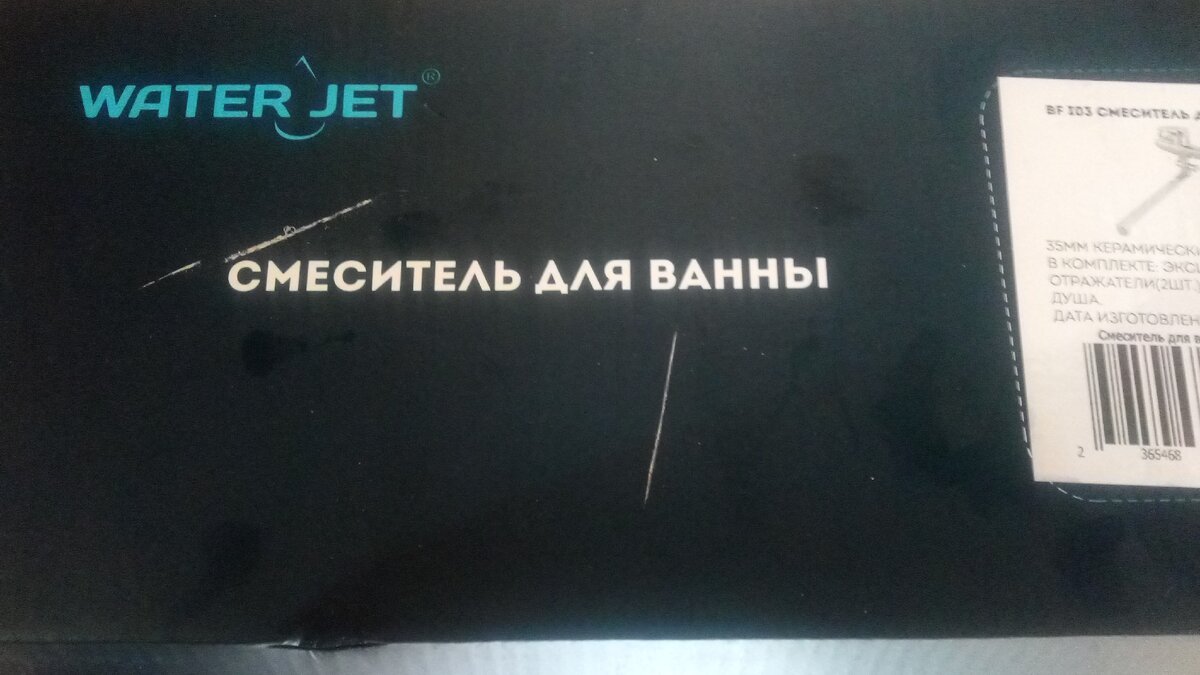 WATER JET®
СМЕСИТЕЛЬ ДЛЯ ВАННЫ
BF 103 СМЕСИТЕЛЬ Д
35ММ КЕРАМИЧЕСК
В КОМПЛЕКТЕ: ЭКС
ОТРАЖАТЕЛИ(2ШТ.)
ДУША.
ДАТА ИЗГОТОВЛЕН
Смеситель для в
2 365468